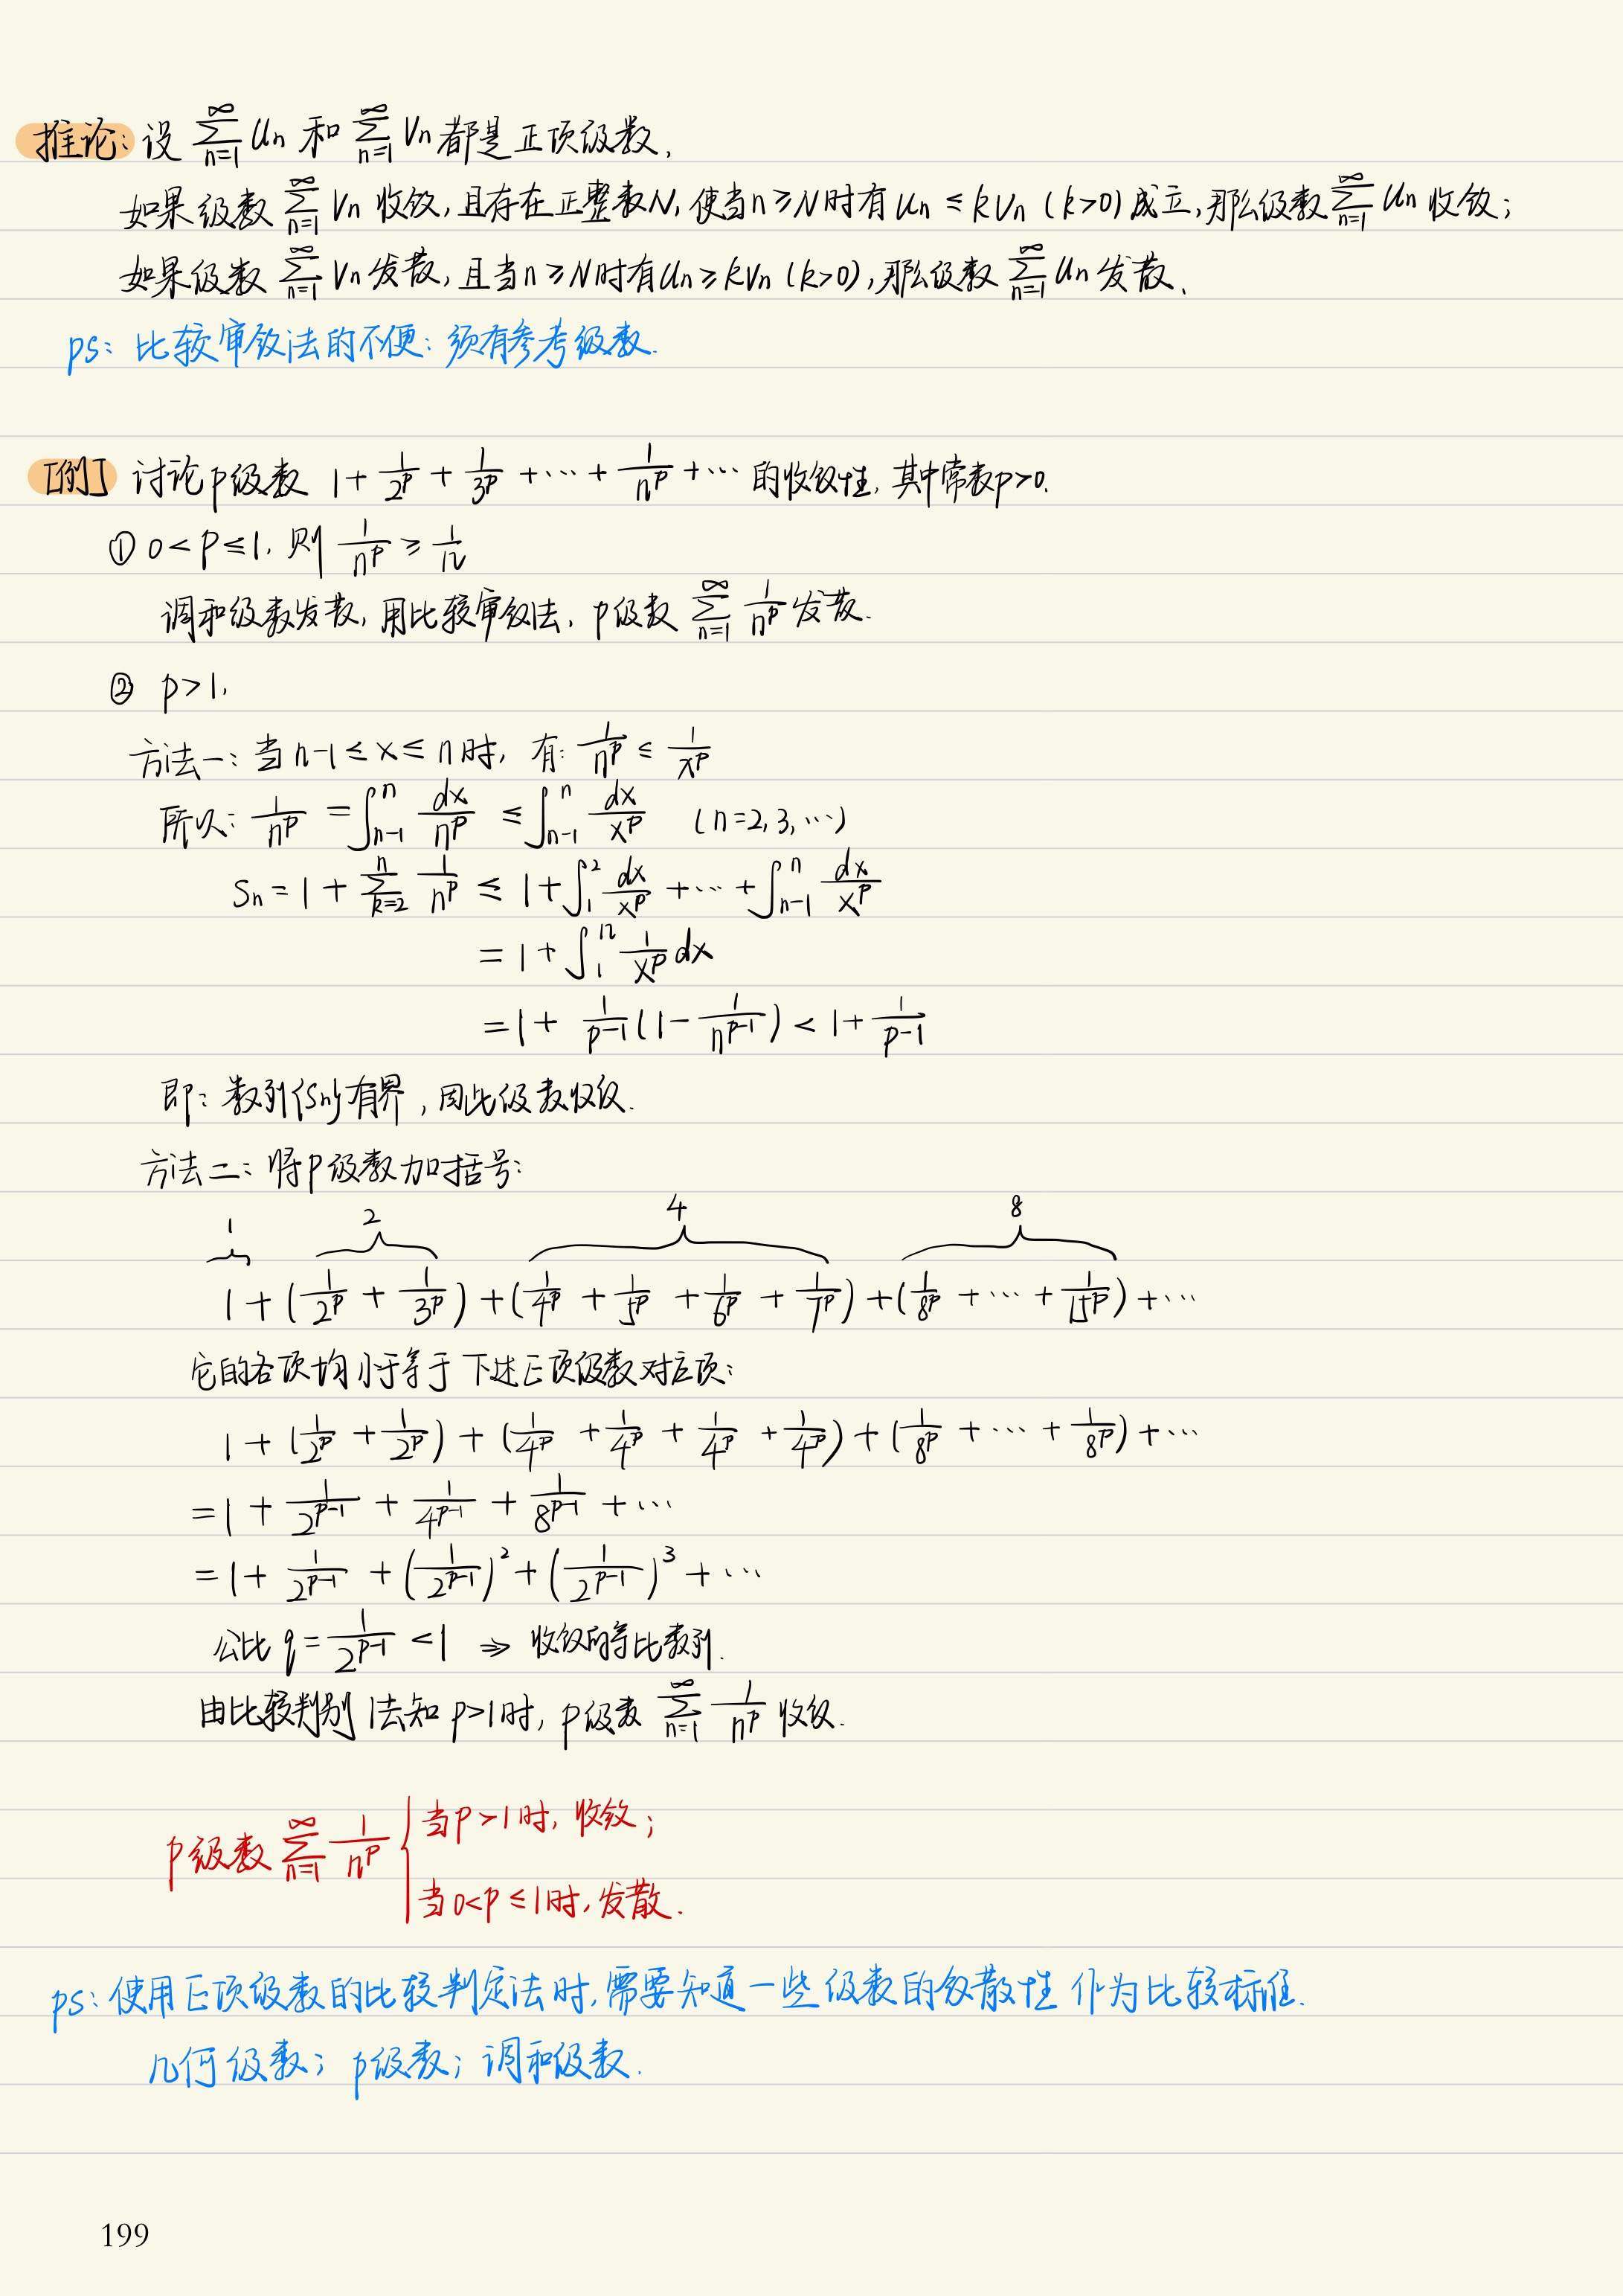 推论: 设 $\sum_{n=1}^{\infty} u_n$ 和 $\sum_{n=1}^{\infty} v_n$ 都是正项级数,
如果级数 $\sum_{n=1}^{\infty} v_n$ 收敛, 且存在正整数N, 使当 $n \geq N$ 时有 $u_n \leq k v_n$ (k>0) 成立, 那么级数 $\sum_{n=1}^{\infty} u_n$ 收敛;
如果级数 $\sum_{n=1}^{\infty} v_n$ 发散, 且当 $n \geq N$ 时有 $u_n \geq k v_n$ (k>0), 那么级数 $\sum_{n=1}^{\infty} u_n$ 发散.
ps: 比较审敛法的不便: 须有参考级数.
[例] 讨论p级数 $1 + \frac{1}{2^p} + \frac{1}{3^p} + \cdots + \frac{1}{n^p} + \cdots$ 的收敛性, 其中常数p>0.
① $0 < p \leq 1$, 则 $\frac{1}{n^p} \geq \frac{1}{n}$
调和级数发散, 用比较审敛法, p级数 $\sum_{n=1}^{\infty} \frac{1}{n^p}$ 发散.
② p>1,
方法一: 当 $n-1 \leq x \leq n$ 时, 有: $\frac{1}{n^p} \leq \frac{1}{x^p}$
所以: $\frac{1}{n^p} = \int_{n-1}^{n} \frac{dx}{n^p} \leq \int_{n-1}^{n} \frac{dx}{x^p}$ (n=2,3,…)
$S_n = 1 + \sum_{k=2}^{n} \frac{1}{n^p} \leq 1 + \int_{1}^{2} \frac{dx}{x^p} + \cdots + \int_{n-1}^{n} \frac{dx}{x^p}$
$= 1 + \int_{1}^{n} \frac{1}{x^p} dx$
$= 1 + \frac{1}{p-1}(1 - \frac{1}{n^{p-1}}) < 1 + \frac{1}{p-1}$
即: 数列{Sn}有界, 因此级数收敛.
方法二: 将p级数加括号:
1 2 4 8
$1 + (\frac{1}{2^p} + \frac{1}{3^p}) + (\frac{1}{4^p} + \frac{1}{5^p} + \frac{1}{6^p} + \frac{1}{7^p}) + (\frac{1}{8^p} + \cdots + \frac{1}{15^p}) + \cdots$
它的各项均小于等于下述正项级数对应项:
$1 + (\frac{1}{2^p} + \frac{1}{2^p}) + (\frac{1}{4^p} + \frac{1}{4^p} + \frac{1}{4^p} + \frac{1}{4^p}) + (\frac{1}{8^p} + \cdots + \frac{1}{8^p}) + \cdots$
$= 1 + \frac{1}{2^{p-1}} + \frac{1}{4^{p-1}} + \frac{1}{8^{p-1}} + \cdots$
$= 1 + \frac{1}{2^{p-1}} + (\frac{1}{2^{p-1}})^2 + (\frac{1}{2^{p-1}})^3 + \cdots$
公比 $q = \frac{1}{2^{p-1}} < 1$ ⇒ 收敛的等比数列.
由比较判别法知 p>1时, p级数 $\sum_{n=1}^{\infty} \frac{1}{n^p}$ 收敛.
p级数 $\sum_{n=1}^{\infty} \frac{1}{n^p}$ { 当p>1时, 收敛;
当 $0 < p \leq 1$ 时, 发散.
ps: 使用正项级数的比较判定法时, 需要知道一些级数的敛散性作为比较标准.
几何级数; p级数; 调和级数.
199